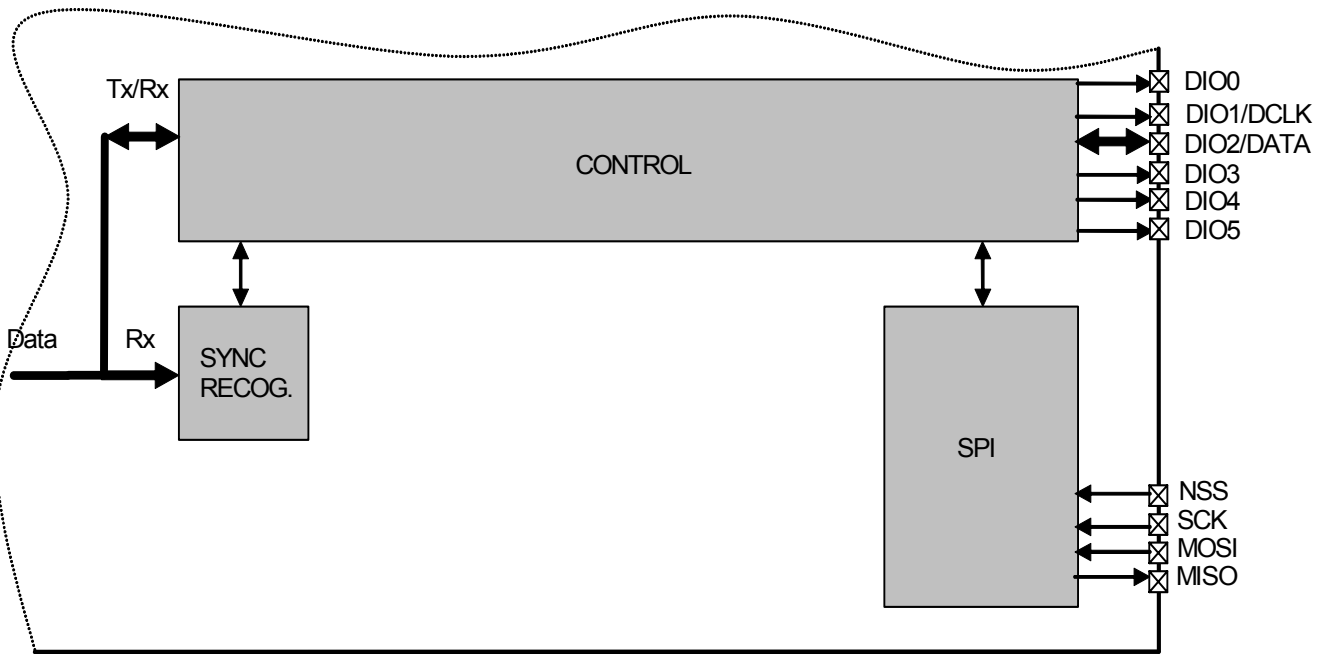 Tx/Rx
CONTROL
DIO0
DIO1/DCLK
DIO2/DATA
DIO3
DIO4
DIO5
Data
Rx
SYNC
RECOG.
SPI
NSS
SCK
MOSI
MISO